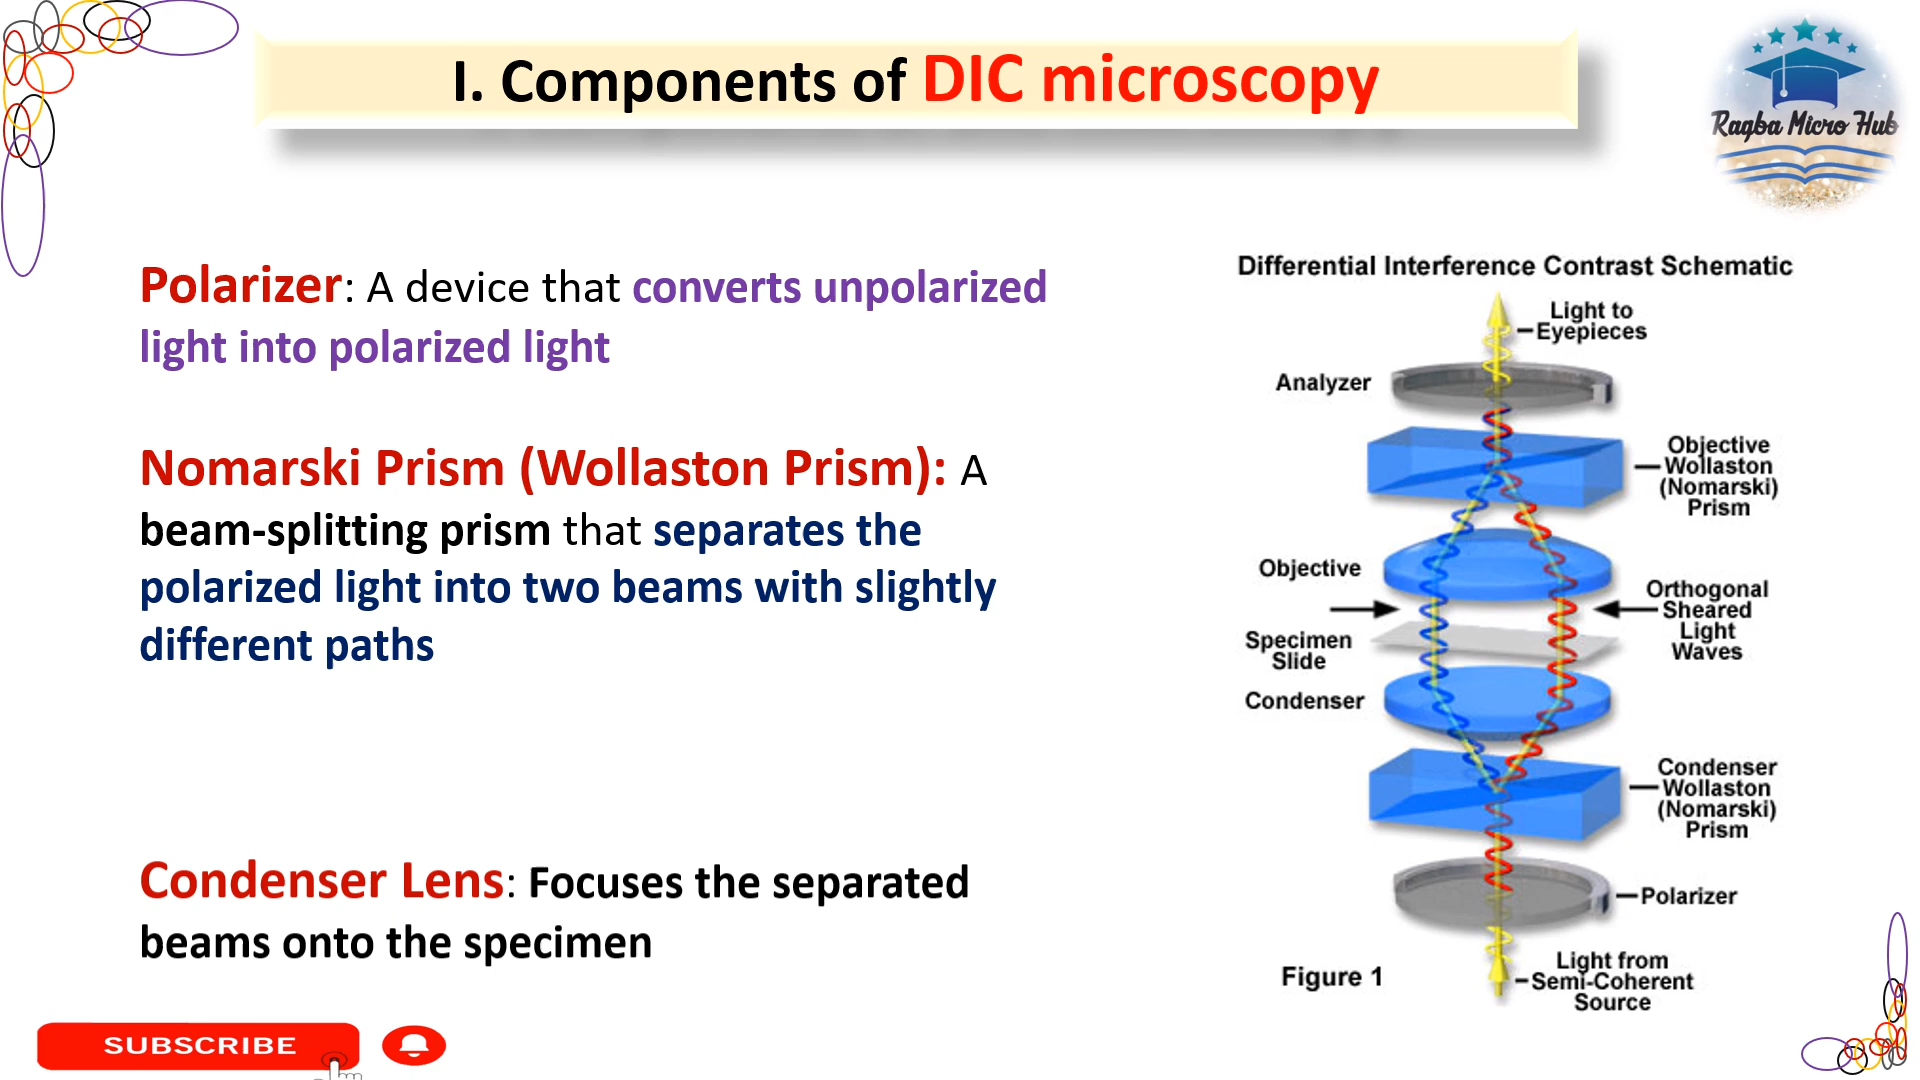 I. Components of DIC microscopy
Ragba Micro Hub
Polarizer: A device that converts unpolarized
light into polarized light
Nomarski Prism (Wollaston Prism): A
beam-splitting prism that separates the
polarized light into two beams with slightly
different paths
Condenser Lens: Focuses the separated
beams onto the specimen
SUBSCRIBE
Differential Interference Contrast Schematic
Light to
Eyepieces
Analyzer
Objective
Wollaston
(Nomarski)
Prism
Objective
Orthogonal
Sheared
Light
Waves
Specimen
Slide
Condenser
Condenser
Wollaston
(Nomarski)
Prism
Polarizer
Light from
Semi-Coherent
Source
Figure 1